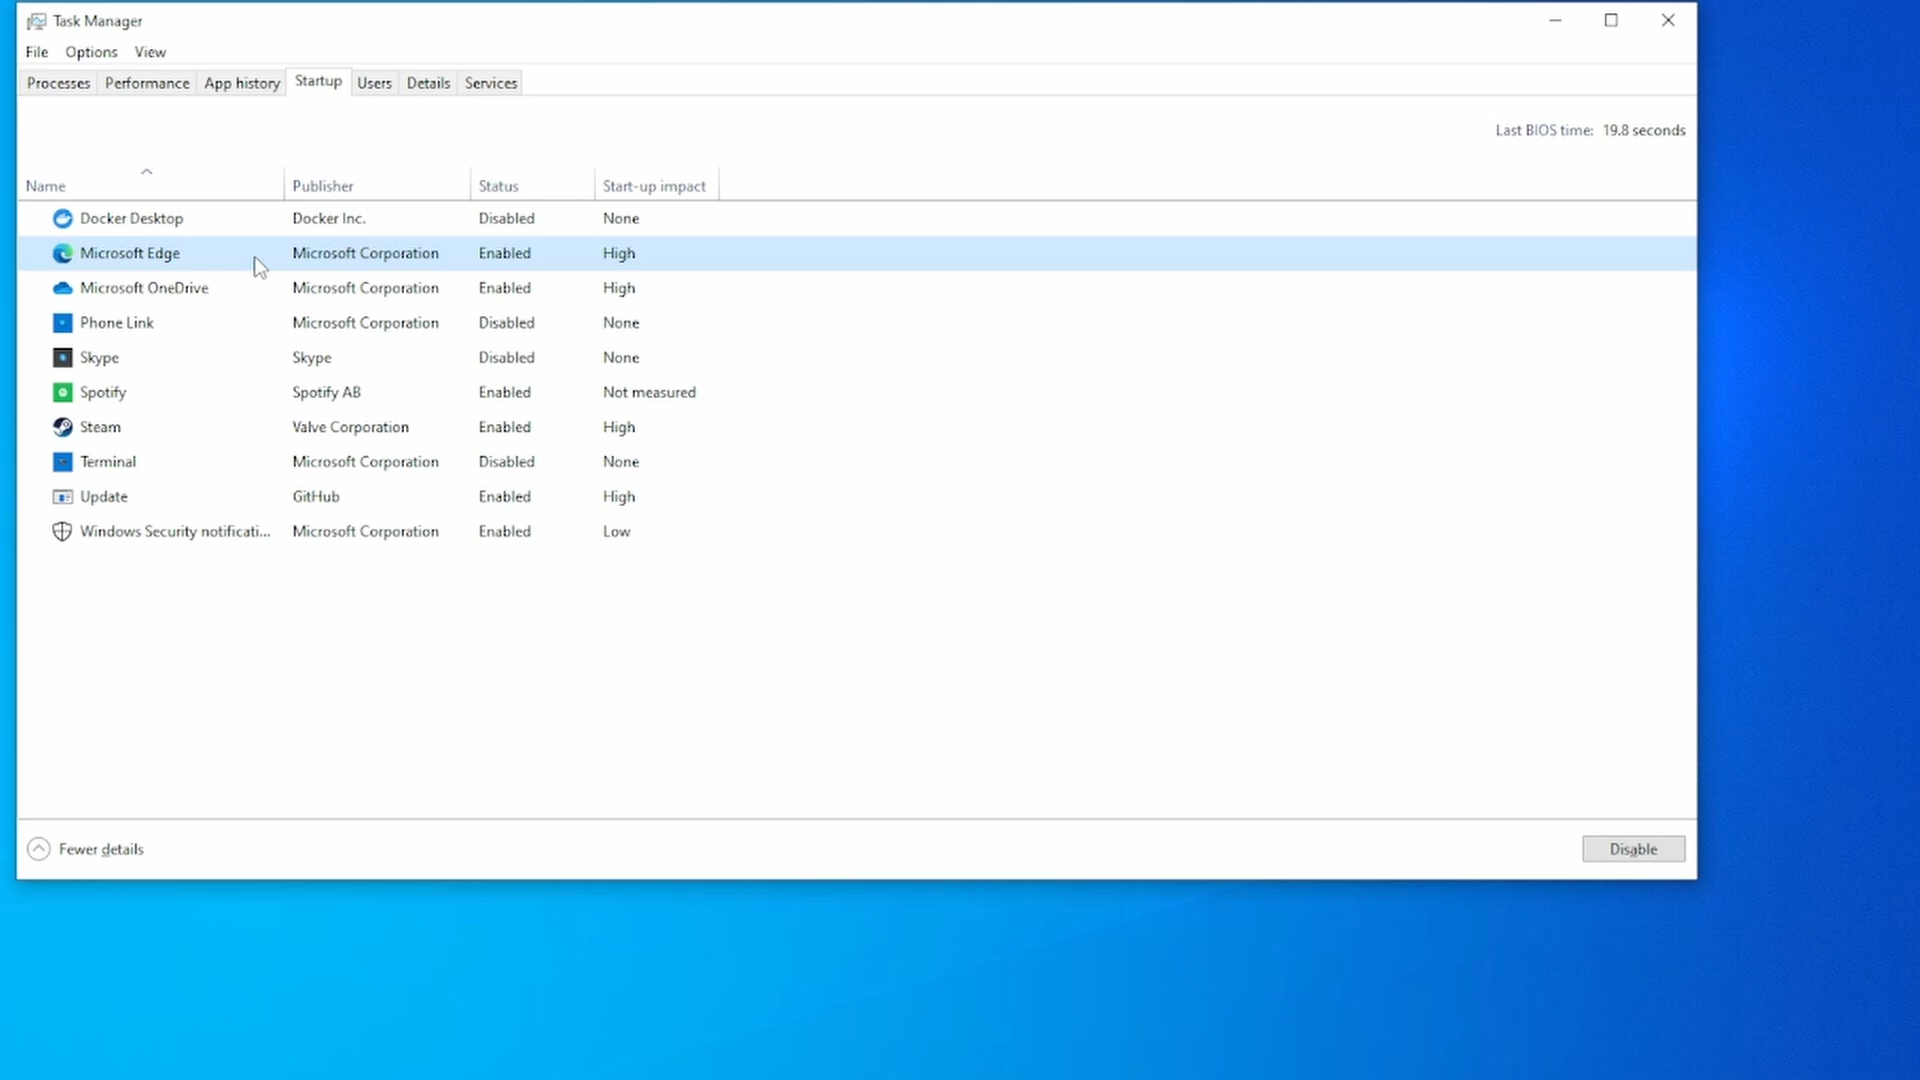 Task Manager
File Options View
Processes Performance App history Startup Users Details Services
Last BIOS time: 19.8 seconds
Name Publisher Status Start-up impact
Docker Desktop Docker Inc. Disabled None
Microsoft Edge Microsoft Corporation Enabled High
Microsoft OneDrive Microsoft Corporation Enabled High
Phone Link Microsoft Corporation Disabled None
Skype Skype Disabled None
Spotify Spotify AB Enabled Not measured
Steam Valve Corporation Enabled High
Terminal Microsoft Corporation Disabled None
Update GitHub Enabled High
Windows Security notificati... Microsoft Corporation Enabled Low
Fewer details Disable